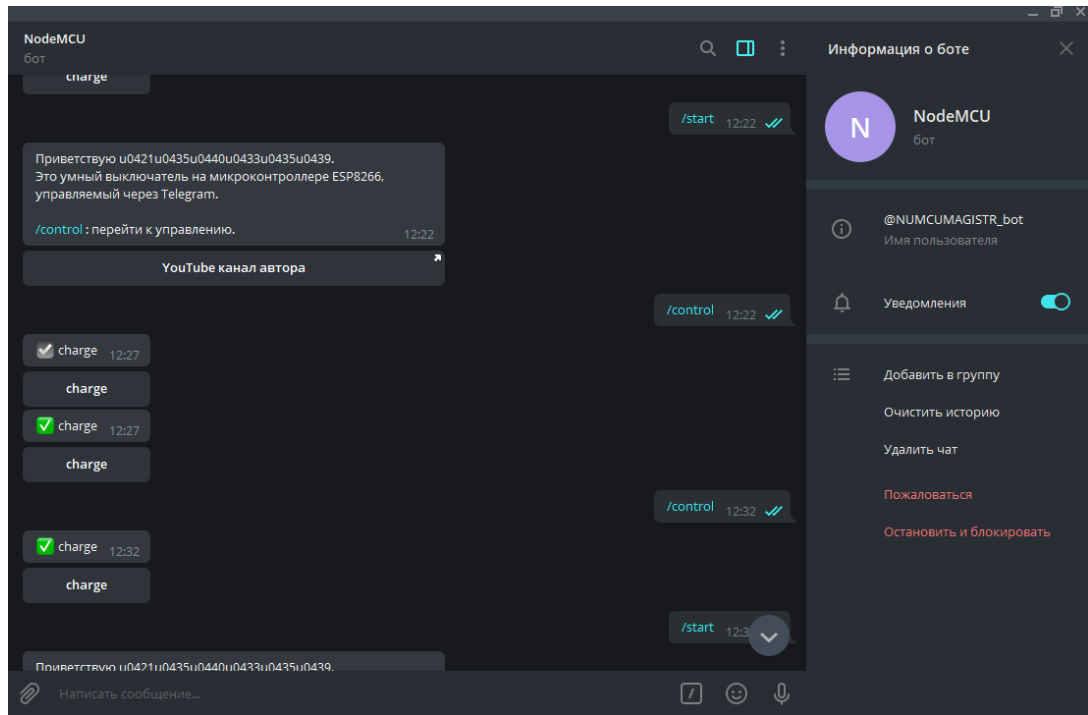 NodeMCU
бот
charge
/start 12:22
Приветствую u0421u0435u0440u0433u0435u0439.
Это умный выключатель на микроконтроллере ESP8266,
управляемый через Telegram.
/control : перейти к управлению.
12:22
YouTube канал автора
/control 12:22
charge 12:27
charge
charge 12:27
charge
/control 12:32
charge 12:32
charge
/start
Приветствую u0421u0435u0440u0433u0435u0439.
Написать сообщение...
Информация о боте
N
NodeMCU
бот
@NUMCUMAGISTR_bot
Имя пользователя
Уведомления
Добавить в группу
Очистить историю
Удалить чат
Пожаловаться
Остановить и блокировать